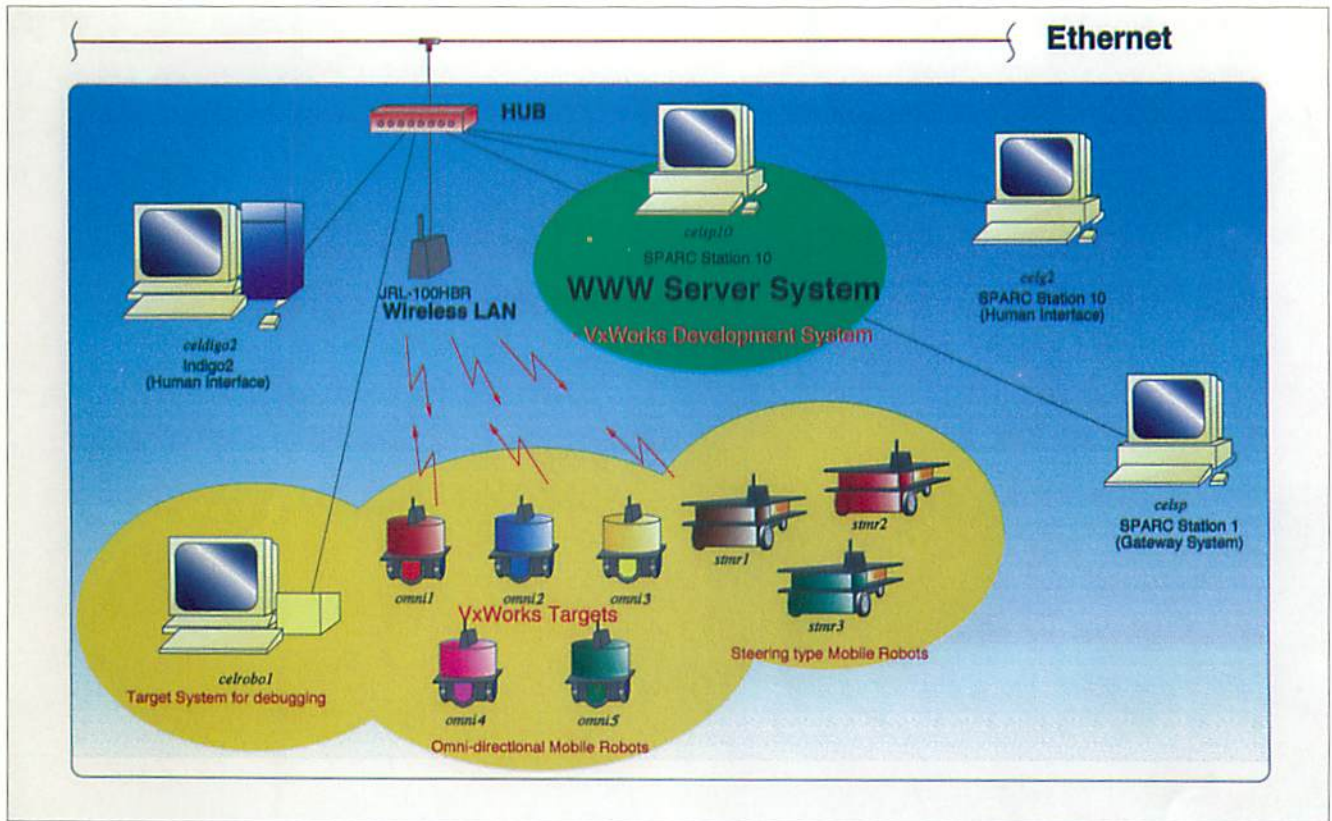 Ethernet
HUB
celsp10
SPARC Station 10
WWW Server System
- VxWorks Development System
celg2
SPARC Station 10
(Human Interface)
JRL-100HBR
Wireless LAN
celdigo2
Indigo2
(Human Interface)
celsp
SPARC Station 1
(Gateway System)
omni1
omni2
omni3
stmr1
stmr2
stmr3
VxWorks Targets
Steering type Mobile Robots
celrobo1
Target System for debugging
omni4
omni5
Omni-directional Mobile Robots